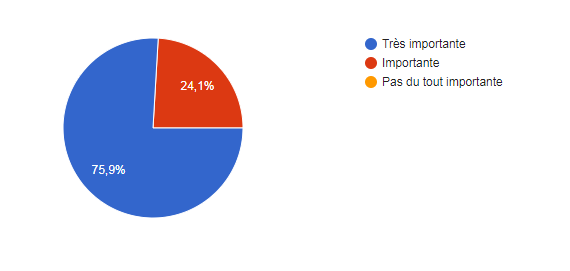 Très importante
Importante
Pas du tout importante
24,1%
75,9%